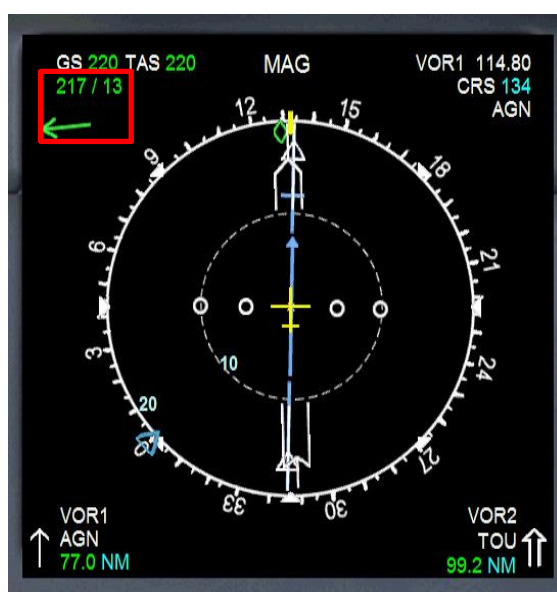 GS 220 TAS 220
217 / 13
MAG
VOR1 114.80
CRS 134
AGN
12
15
9
18
6
21
3
24
10
20
0
27
33
30
VOR1
AGN
77.0 NM
VOR2
TOU
99.2 NM